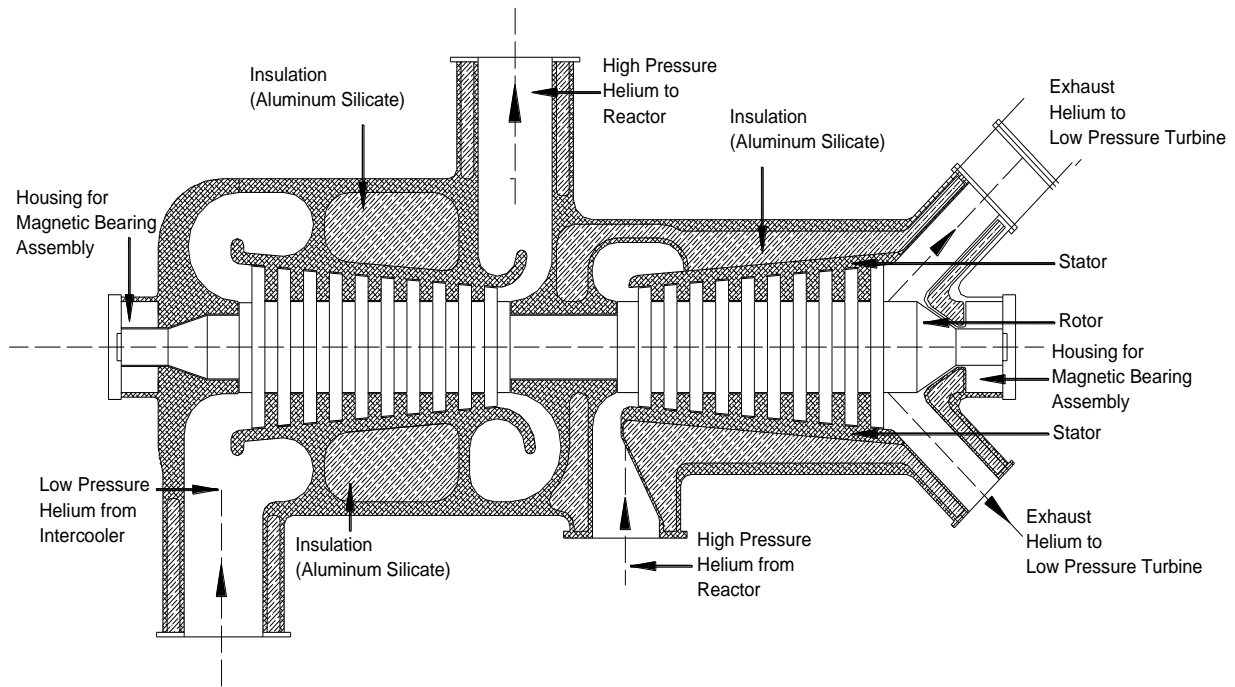 Insulation
(Aluminum Silicate)
High Pressure
Helium to
Reactor
Insulation
(Aluminum Silicate)
Exhaust
Helium to
Low Pressure Turbine
Housing for
Magnetic Bearing
Assembly
Stator
Rotor
Housing for
Magnetic Bearing
Assembly
Stator
Low Pressure
Helium from
Intercooler
Insulation
(Aluminum Silicate)
High Pressure
Helium from
Reactor
Exhaust
Helium to
Low Pressure Turbine